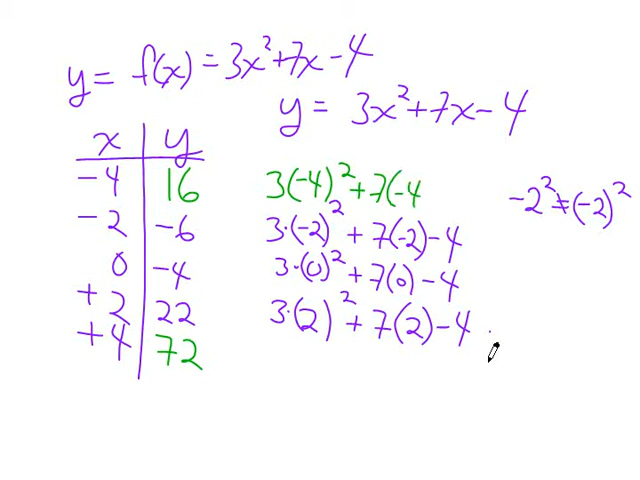 y = f(x) = 3x²+7x-4
y = 3x²+7x-4
x y
-4 16 3(-4)²+7(-4
-2²≠(-2)²
-2 -6 3·(-2)²+7(-2)-4
0 -4 3·(0)²+7(0)-4
+2 22 3·(2)²+7(2)-4
+4 72